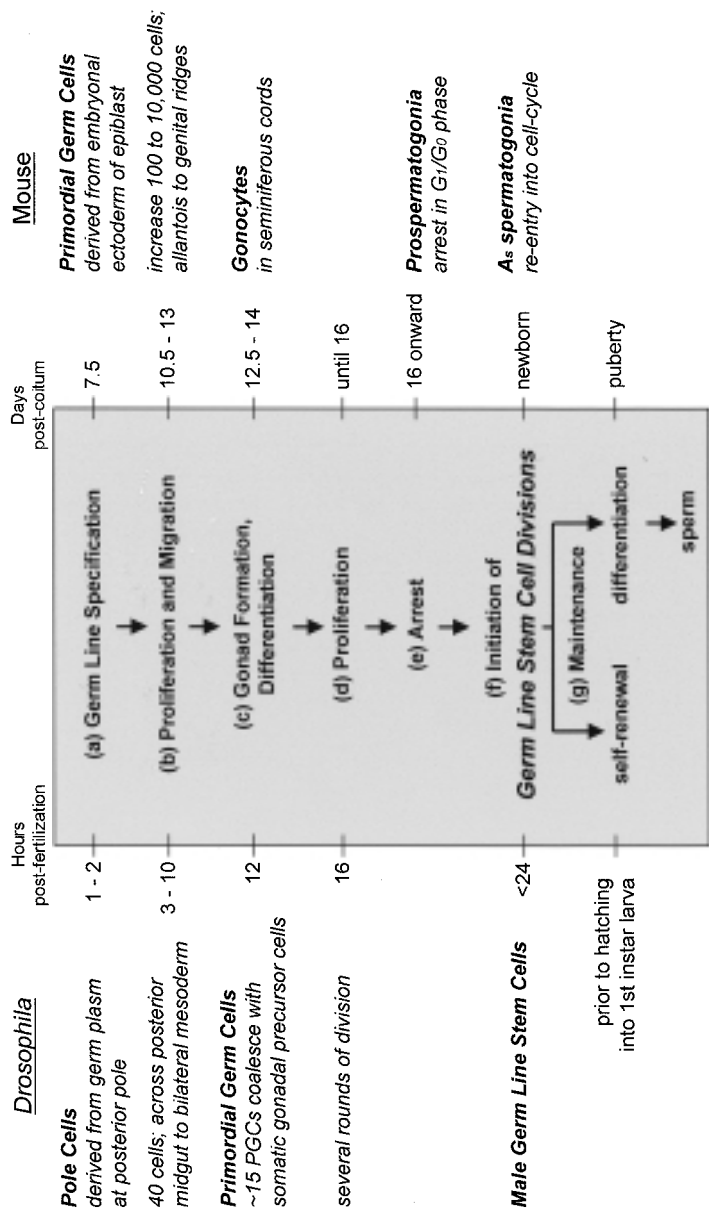 Drosophila
Hours
post-fertilization
Days
post-coitum
Mouse
Pole Cells
derived from germ plasm
at posterior pole
1 - 2
(a) Germ Line Specification
7.5
Primordial Germ Cells
derived from embryonal
ectoderm of epiblast
40 cells; across posterior
midgut to bilateral mesoderm
3 - 10
(b) Proliferation and Migration
10.5 - 13
increase 100 to 10,000 cells;
allantois to genital ridges
Primordial Germ Cells
~15 PGCs coalesce with
somatic gonadal precursor cells
12
(c) Gonad Formation,
Differentiation
12.5 - 14
Gonocytes
in seminiferous cords
several rounds of division
16
(d) Proliferation
until 16
(e) Arrest
16 onward
Prospermatogonia
arrest in G1/G0 phase
Male Germ Line Stem Cells
<24
(f) Initiation of
Germ Line Stem Cell Divisions
newborn
As spermatogonia
re-entry into cell-cycle
(g) Maintenance
prior to hatching
into 1st instar larva
self-renewal
differentiation
puberty
sperm